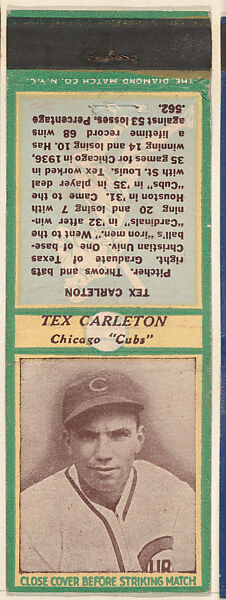 THE DIAMOND MATCH CO. N.Y.C.
TEX CARLETON
Pitcher. Throws bats and
right. Graduate of Texas
Christian Univ. One of base-
ball's "iron men." Went to the
"Cardinals" in '32 after win-
ning 20 and losing 7 with
Houston in '31. Came to the
"Cubs" in '35 in player deal
with St. Louis. Tex worked in
35 games for Chicago in 1936,
winning 14 and losing 10. Has
a lifetime record 68 wins
against 53 losses. Percentage
.562.
TEX CARLETON
Chicago "Cubs"
C
CLOSE COVER BEFORE STRIKING MATCH